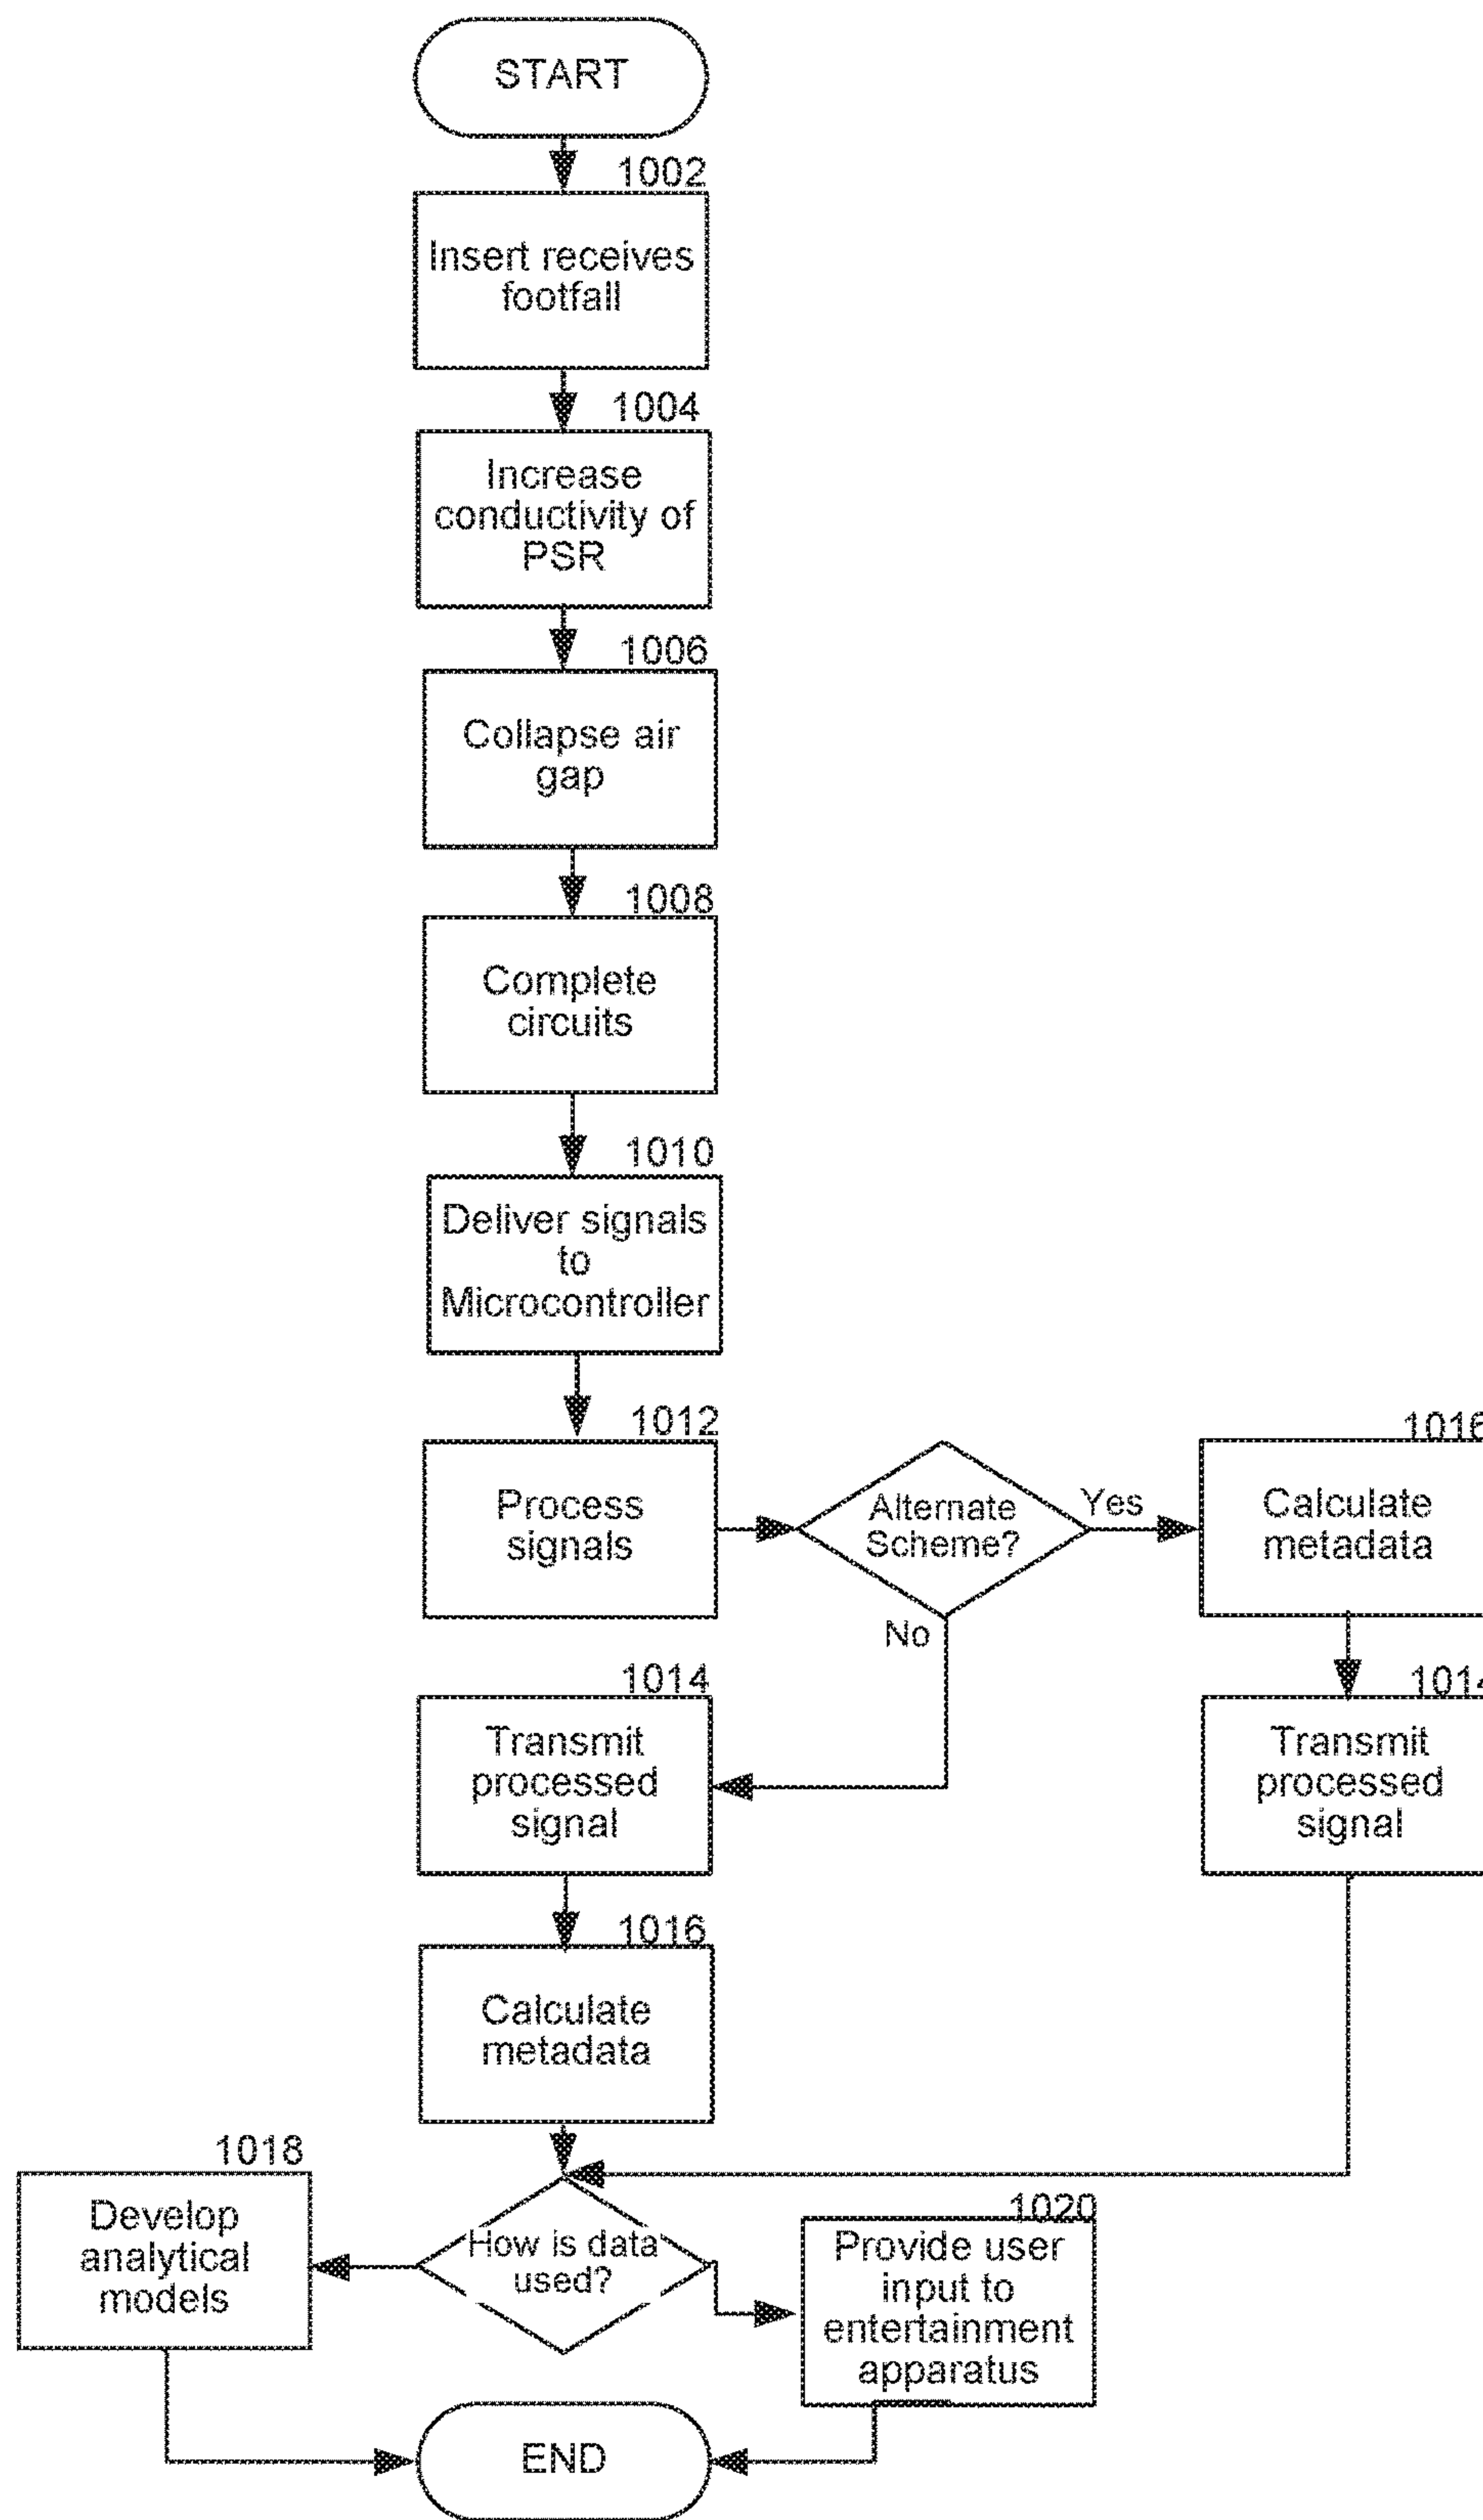 START
1002
Insert receives
footfall
1004
Increase
conductivity of
PSR
1006
Collapse air
gap
1008
Complete
circuits
1010
Deliver signals
to
Microcontroller
1012
Process
signals
Alternate
Scheme?
Yes
No
1016
Calculate
metadata
1014
Transmit
processed
signal
1014
Transmit
processed
signal
1016
Calculate
metadata
1018
Develop
analytical
models
How is data
used?
1020
Provide user
input to
entertainment
apparatus
END